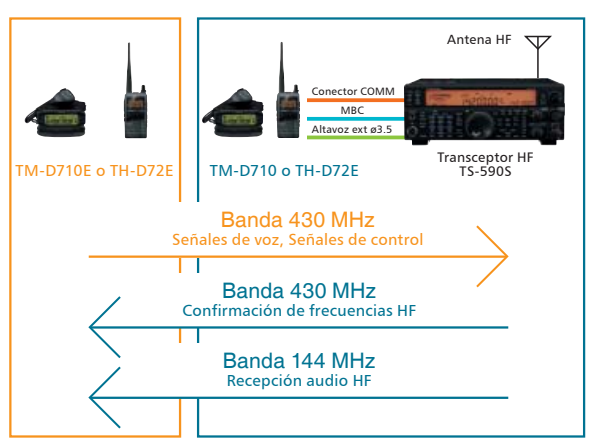 Antena HF
Conector COMM
MBC
Altavoz ext ø3.5
Transceptor HF
TS-590S
TM-D710E o TH-D72E
TM-D710 o TH-D72E
Banda 430 MHz
Señales de voz, Señales de control
Banda 430 MHz
Confirmación de frecuencias HF
Banda 144 MHz
Recepción audio HF